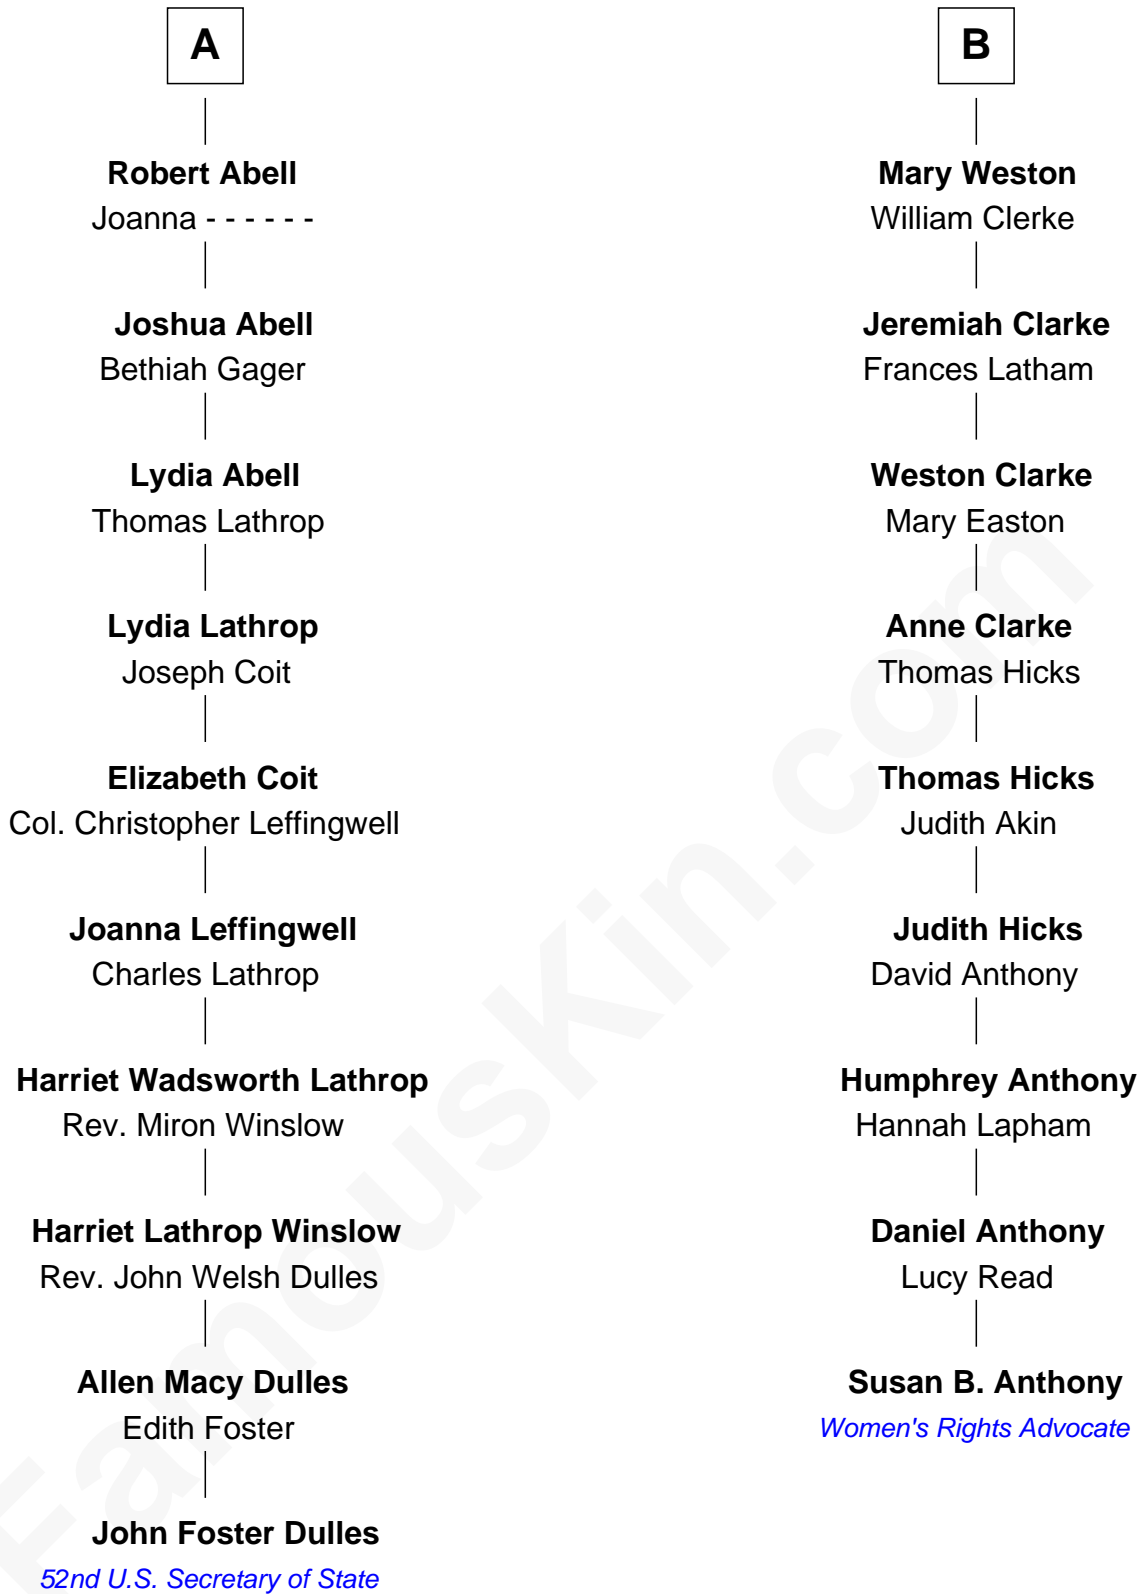 A
Robert Abell
Joanna - - - - - -
Joshua Abell
Bethiah Gager
Lydia Abell
Thomas Lathrop
Lydia Lathrop
Joseph Coit
Elizabeth Coit
Col. Christopher Leffingwell
Joanna Leffingwell
Charles Lathrop
Harriet Wadsworth Lathrop
Rev. Miron Winslow
Harriet Lathrop Winslow
Rev. John Welsh Dulles
Allen Macy Dulles
Edith Foster
John Foster Dulles
52nd U.S. Secretary of State
B
Mary Weston
William Clerke
Jeremiah Clarke
Frances Latham
Weston Clarke
Mary Easton
Anne Clarke
Thomas Hicks
Thomas Hicks
Judith Akin
Judith Hicks
David Anthony
Humphrey Anthony
Hannah Lapham
Daniel Anthony
Lucy Read
Susan B. Anthony
Women's Rights Advocate
FamousKin.com